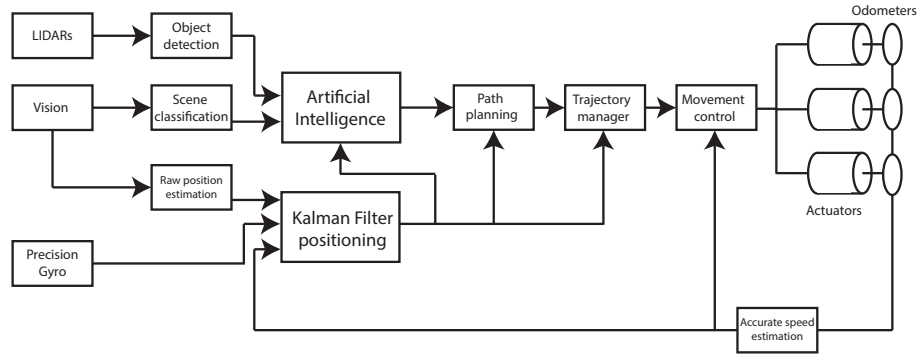 Odometers
LIDARs
Object
detection
Vision
Scene
classification
Artificial
Intelligence
Path
planning
Trajectory
manager
Movement
control
Raw position
estimation
Kalman Filter
positioning
Actuators
Precision
Gyro
Accurate speed
estimation